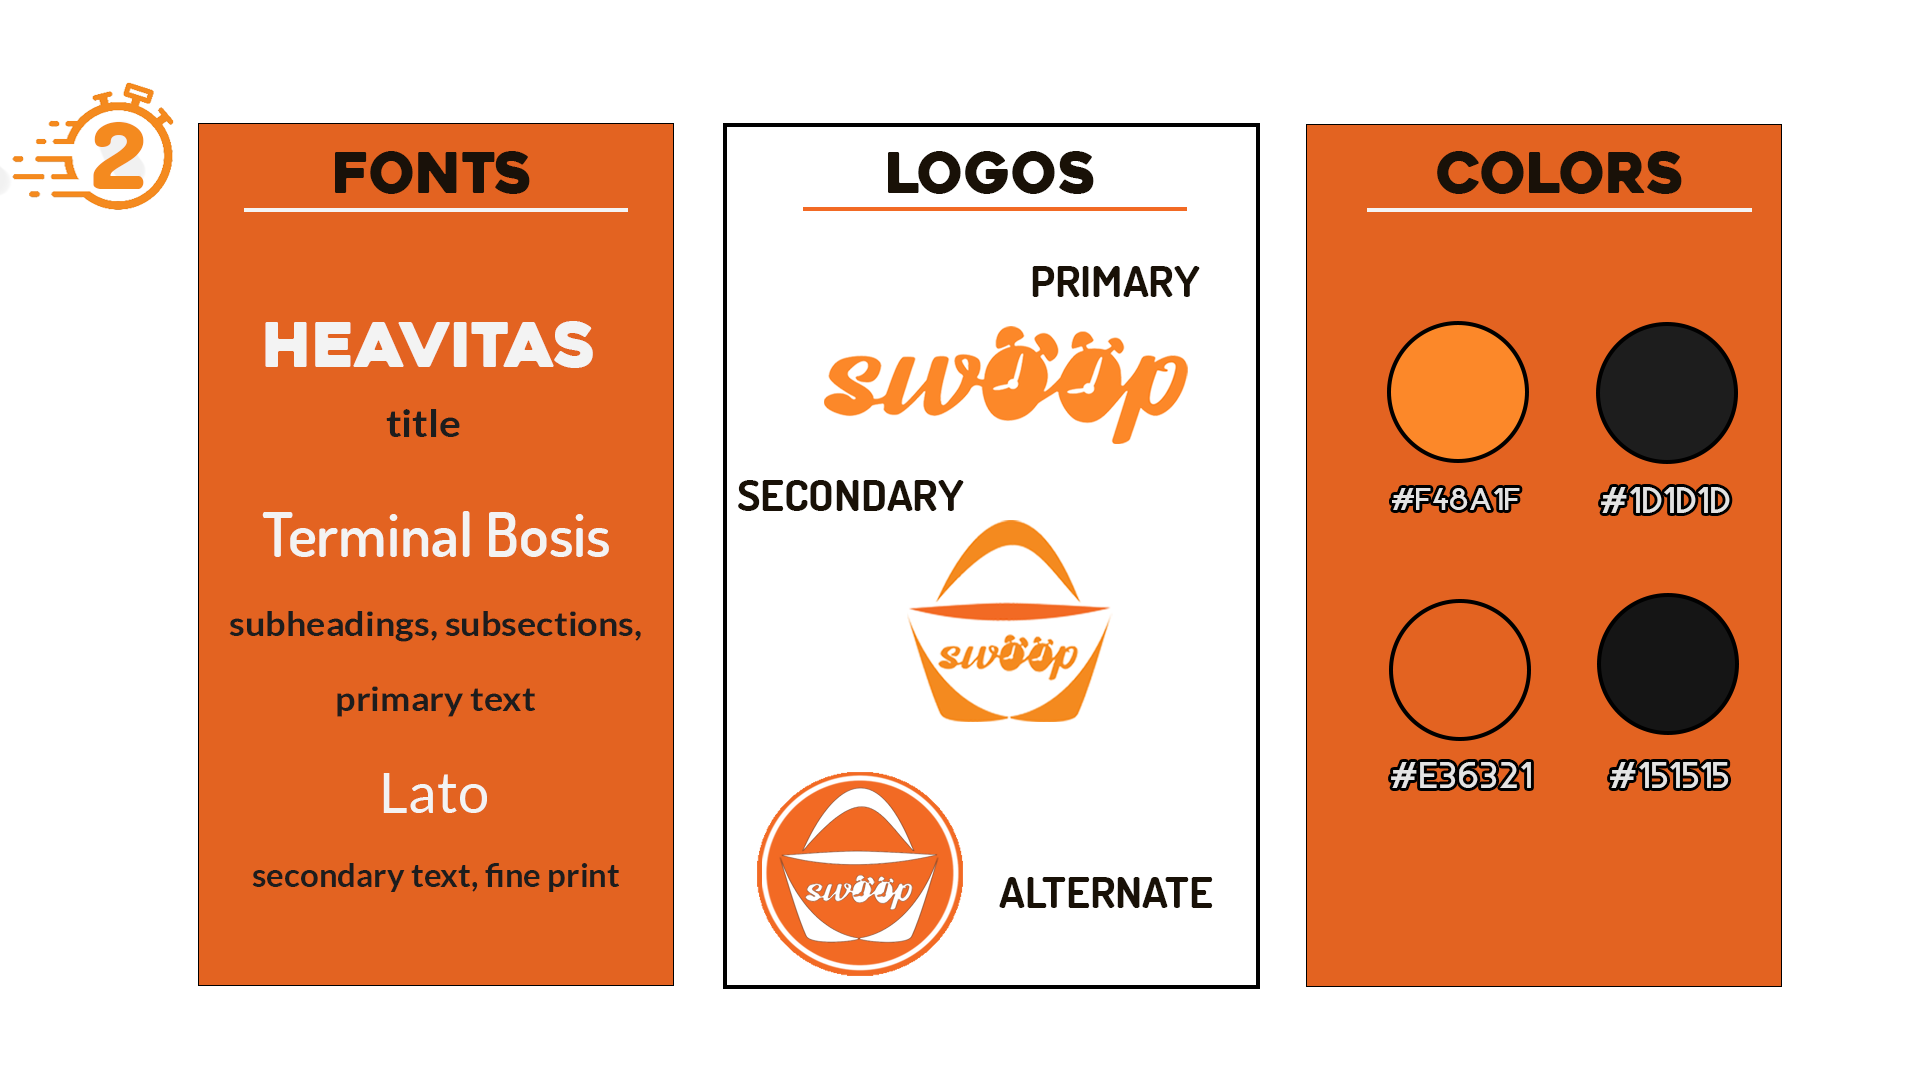 2
FONTS
HEAVITAS
title
Terminal Bosis
subheadings, subsections,
primary text
Lato
secondary text, fine print
LOGOS
PRIMARY
swoop
SECONDARY
swoop
swoop
ALTERNATE
COLORS
#F48A1F
#1D1D1D
#E36321
#151515